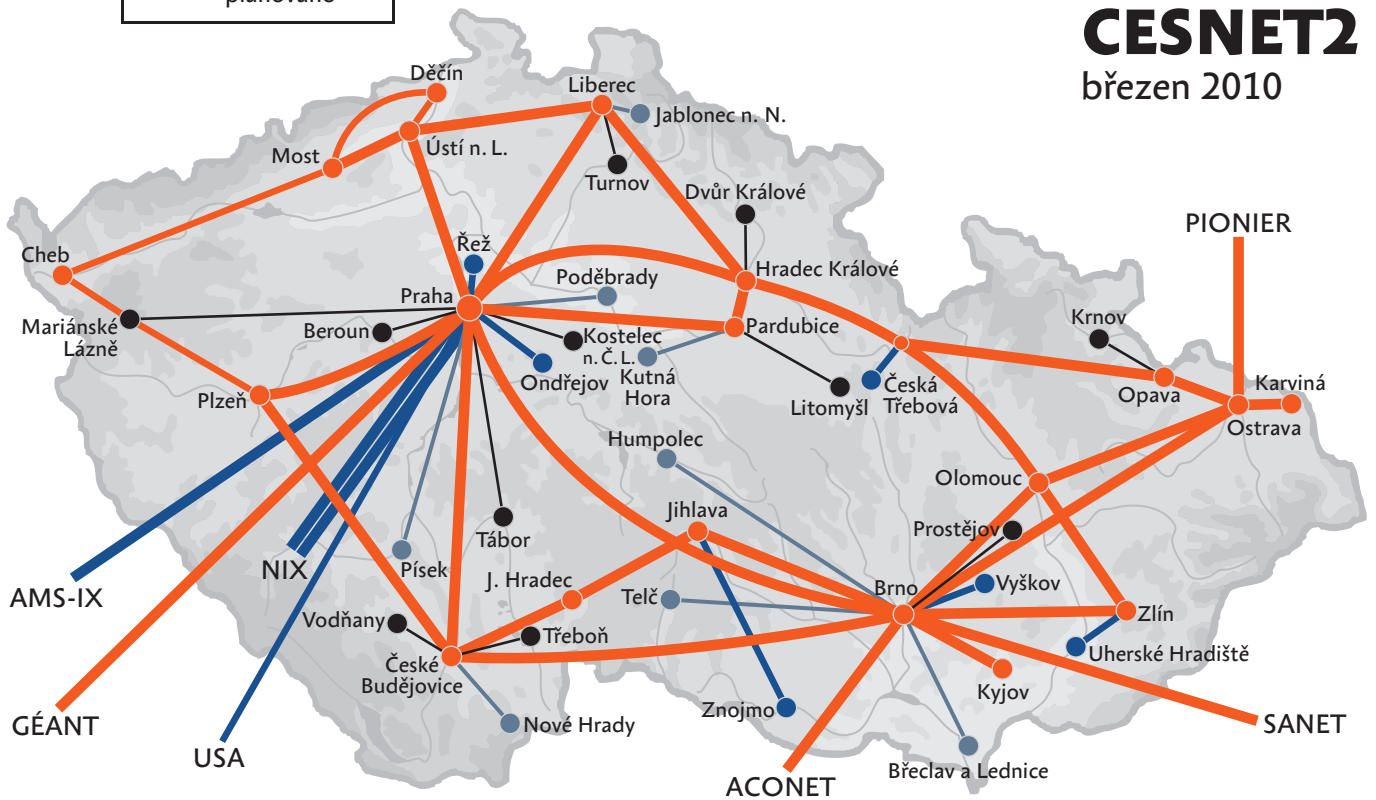 plánováno
CESNET2
březen 2010
Děčín
Liberec
Jablonec n. N.
Ústí n. L.
Most
Turnov
Dvůr Králové
PIONIER
Řež
Cheb
Hradec Králové
Poděbrady
Praha
Mariánské
Lázně
Beroun
Kostelec
n. Č. L.
Pardubice
Krnov
Ondřejov
Kutná
Hora
Litomyšl
Česká
Třebová
Opava
Karviná
Ostrava
Plzeň
Humpolec
Olomouc
Jihlava
Prostějov
Tábor
NIX
Písek
J. Hradec
Telč
Brno
Vyškov
AMS-IX
Vodňany
Třeboň
Zlín
České
Budějovice
Uherské Hradiště
Kyjov
GÉANT
Nové Hrady
Znojmo
SANET
USA
Břeclav a Lednice
ACONET